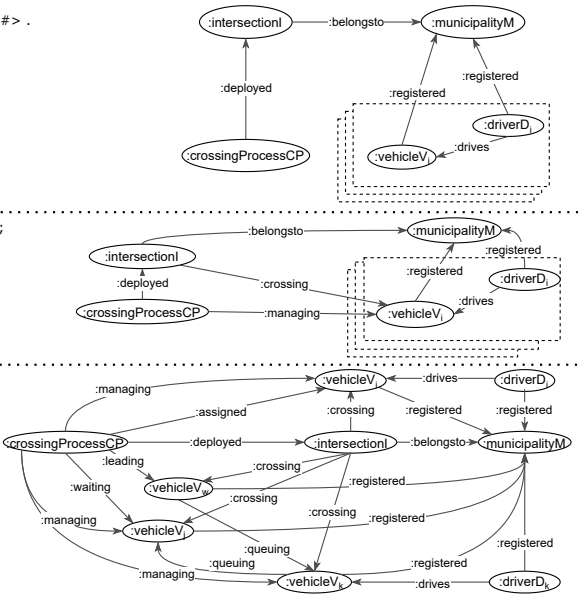 #> .
:intersectionI :belongsto :municipalityM
:deployed :registered :registered
:driverDᵢ
:crossingProcessCP :vehicleVᵢ :drives
; :belongsto :municipalityM
:intersectionI :registered :registered
:deployed :crossing :driverDᵢ
:crossingProcessCP :managing :vehicleVᵢ :drives
:managing :vehicleVᵢ :drives :driverDᵢ
:assigned :crossing :registered :registered
:crossingProcessCP :deployed :intersectionI :belongsto :municipalityM
:leading :crossing
:waiting :vehicleV_w :crossing :registered
:managing :vehicleVⱼ :crossing :registered
:queuing :registered
:managing :queuing :registered
:vehicleVₖ :drives :driverDₖ